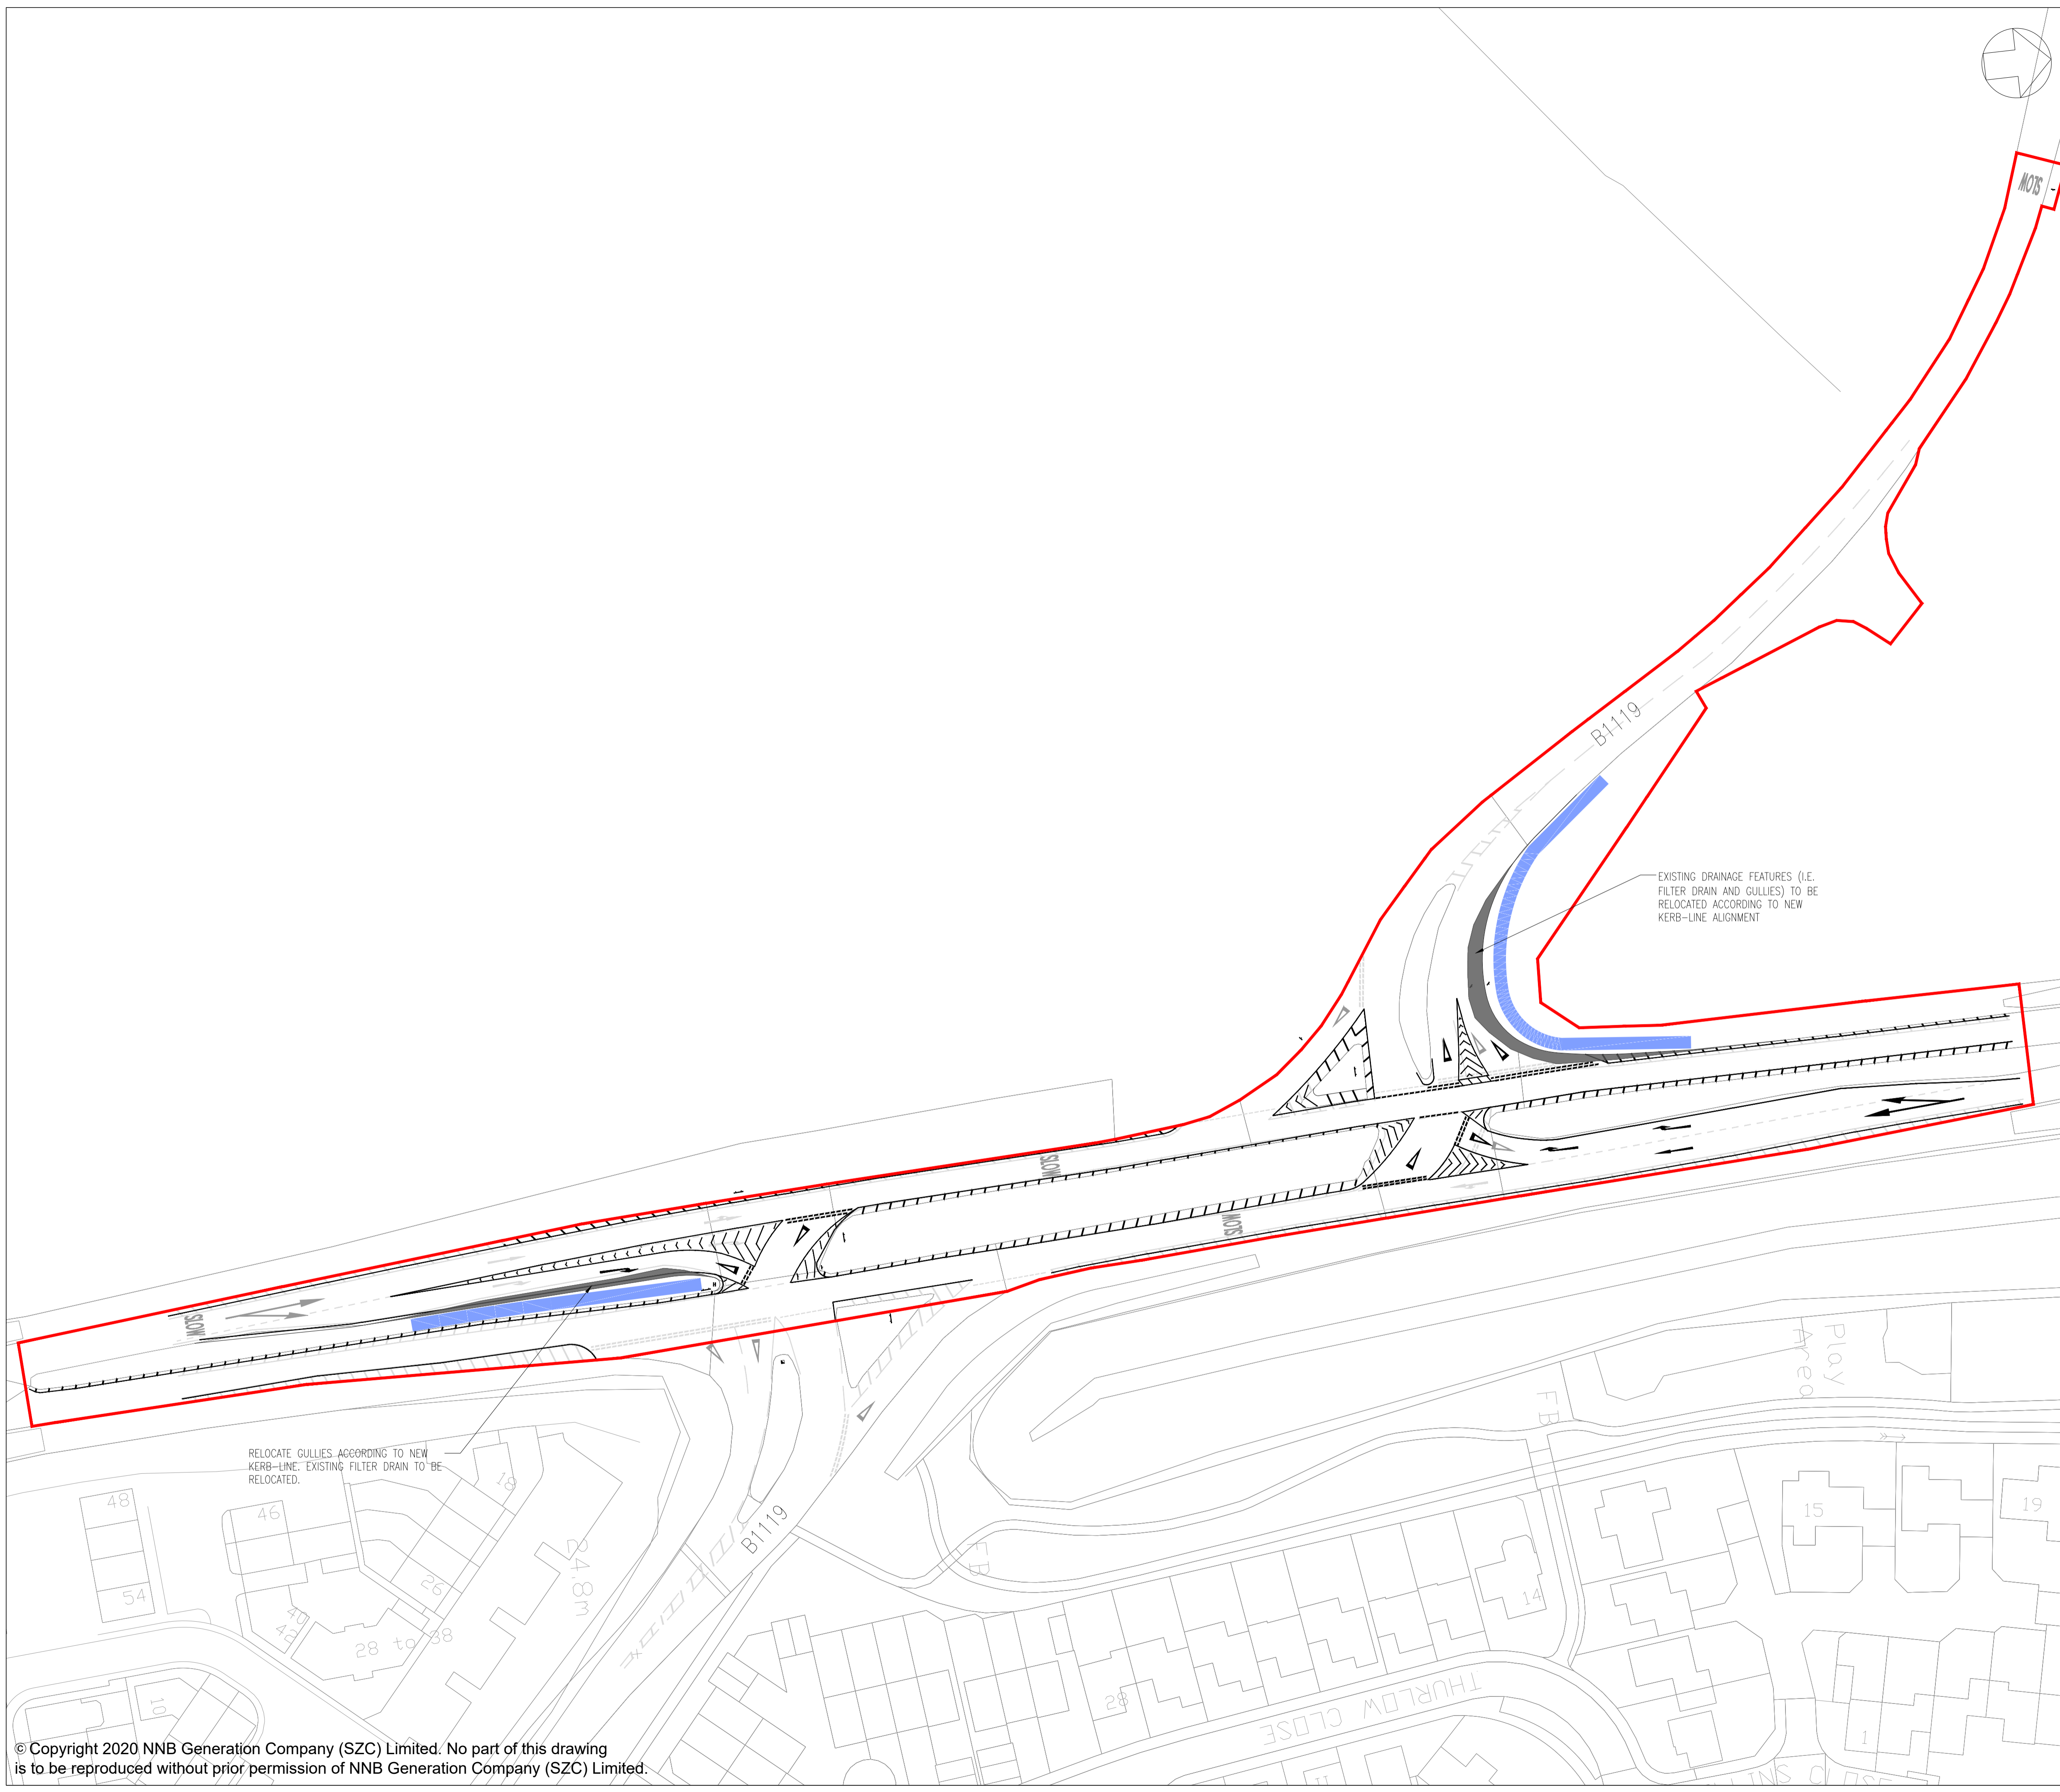 SLOW
B1119
EXISTING DRAINAGE FEATURES (I.E.
FILTER DRAIN AND GULLIES) TO BE
RELOCATED ACCORDING TO NEW
KERB-LINE ALIGNMENT
SLOW
SLOW
SLOW
Play
Area
FB
RELOCATE GULLIES ACCORDING TO NEW
KERB-LINE. EXISTING FILTER DRAIN TO BE
RELOCATED.
18
48
46
15
19
B1119
FB
24.8m
26
54
40
42
28 to 38
14
28
THURLOW CLOSE
10
1
11
© Copyright 2020 NNB Generation Company (SZC) Limited. No part of this drawing
is to be reproduced without prior permission of NNB Generation Company (SZC) Limited.